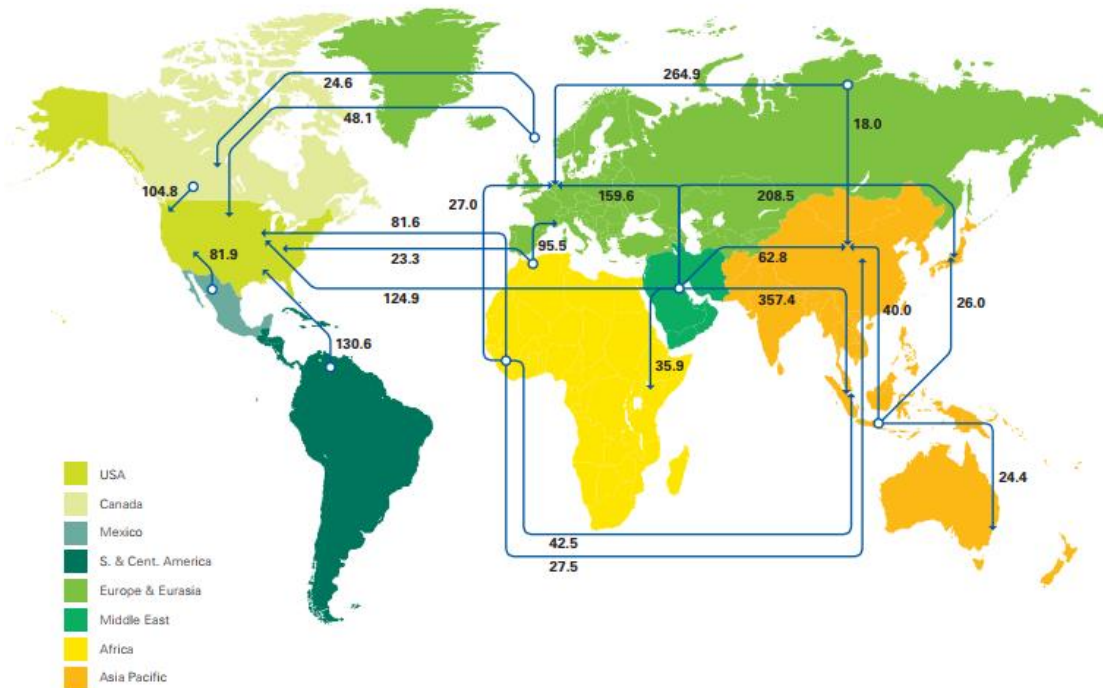 24.6
264.9
48.1
18.0
104.8
27.0
159.6
208.5
81.6
81.9
23.3
95.5
62.8
124.9
357.4
40.0
26.0
130.6
35.9
24.4
42.5
27.5
USA
Canada
Mexico
S. & Cent. America
Europe & Eurasia
Middle East
Africa
Asia Pacific